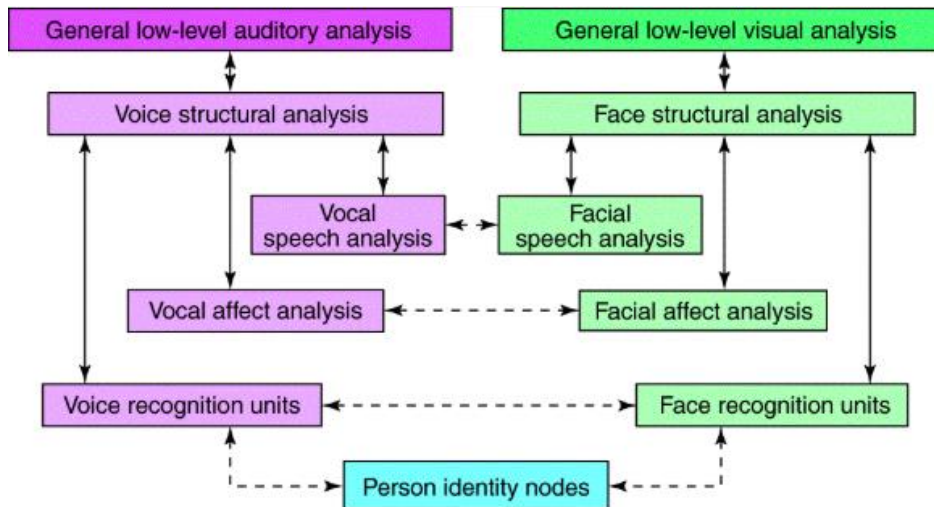 General low-level auditory analysis
General low-level visual analysis
Voice structural analysis
Face structural analysis
Vocal
speech analysis
Facial
speech analysis
Vocal affect analysis
Facial affect analysis
Voice recognition units
Face recognition units
Person identity nodes